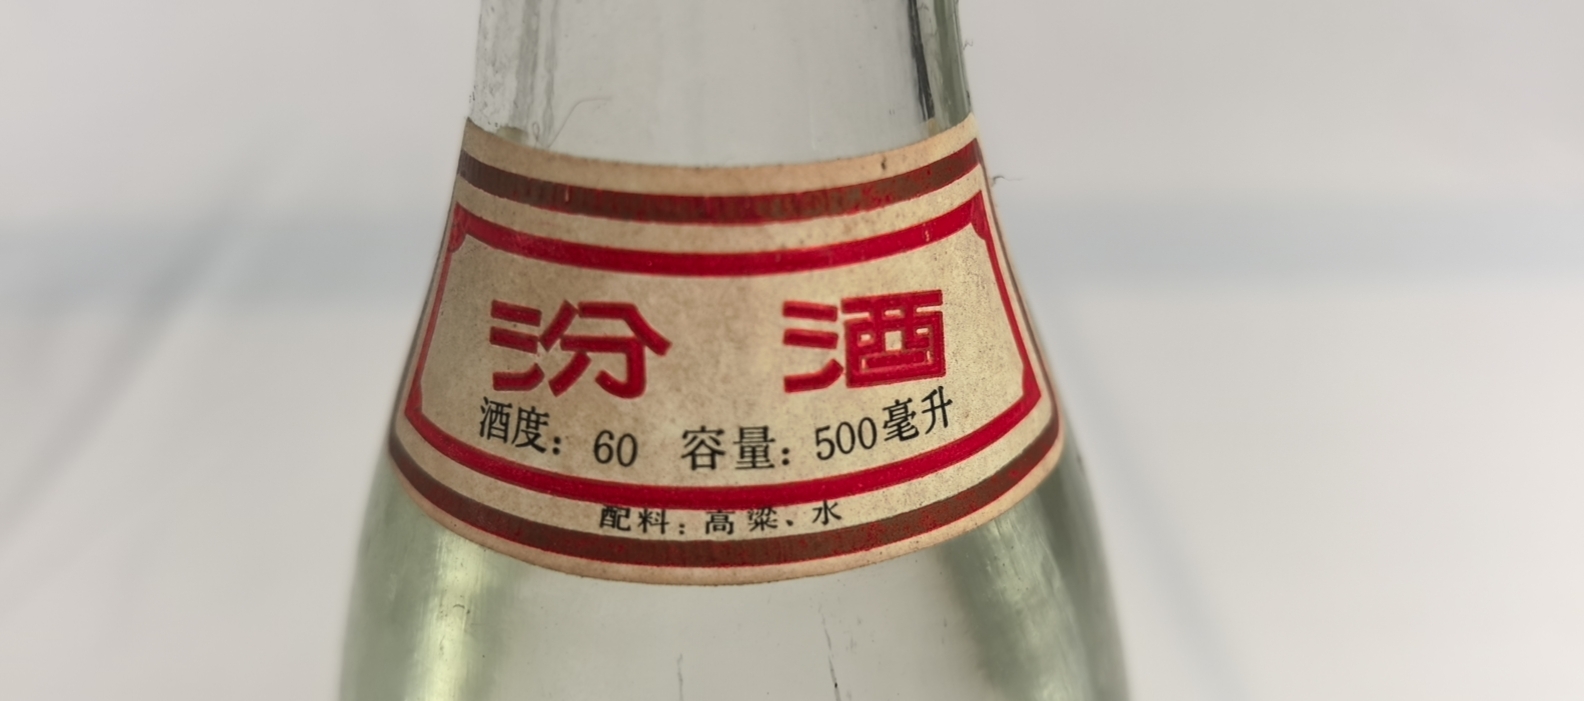 汾 酒
酒度：60 容量：500毫升
配料：高粱、水